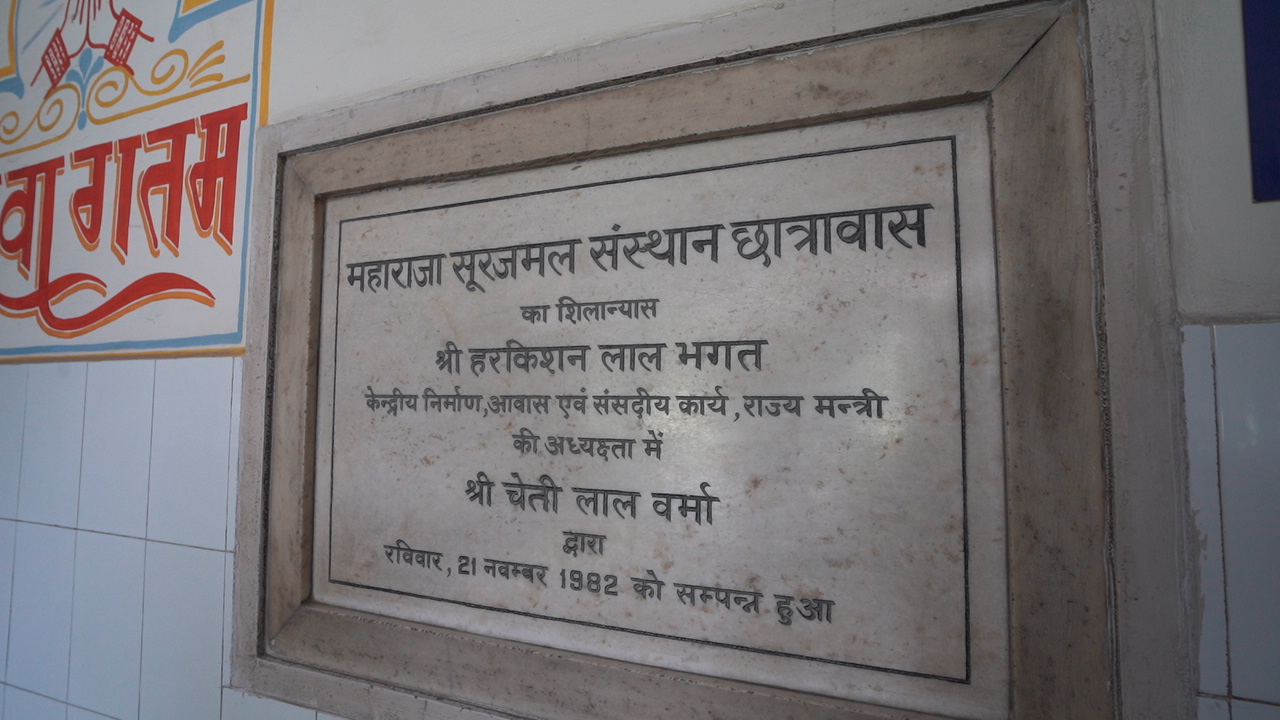 स्वागतम
महाराजा सूरजमल संस्थान छात्रावास
का शिलान्यास
श्री हरकिशन लाल भगत
केन्द्रीय निर्माण,आवास एवं संसदीय कार्य,राज्य मन्त्री
की अध्यक्षता में
श्री चेती लाल वर्मा
द्वारा
रविवार, 21 नवम्बर 1982 को सम्पन्न हुआ